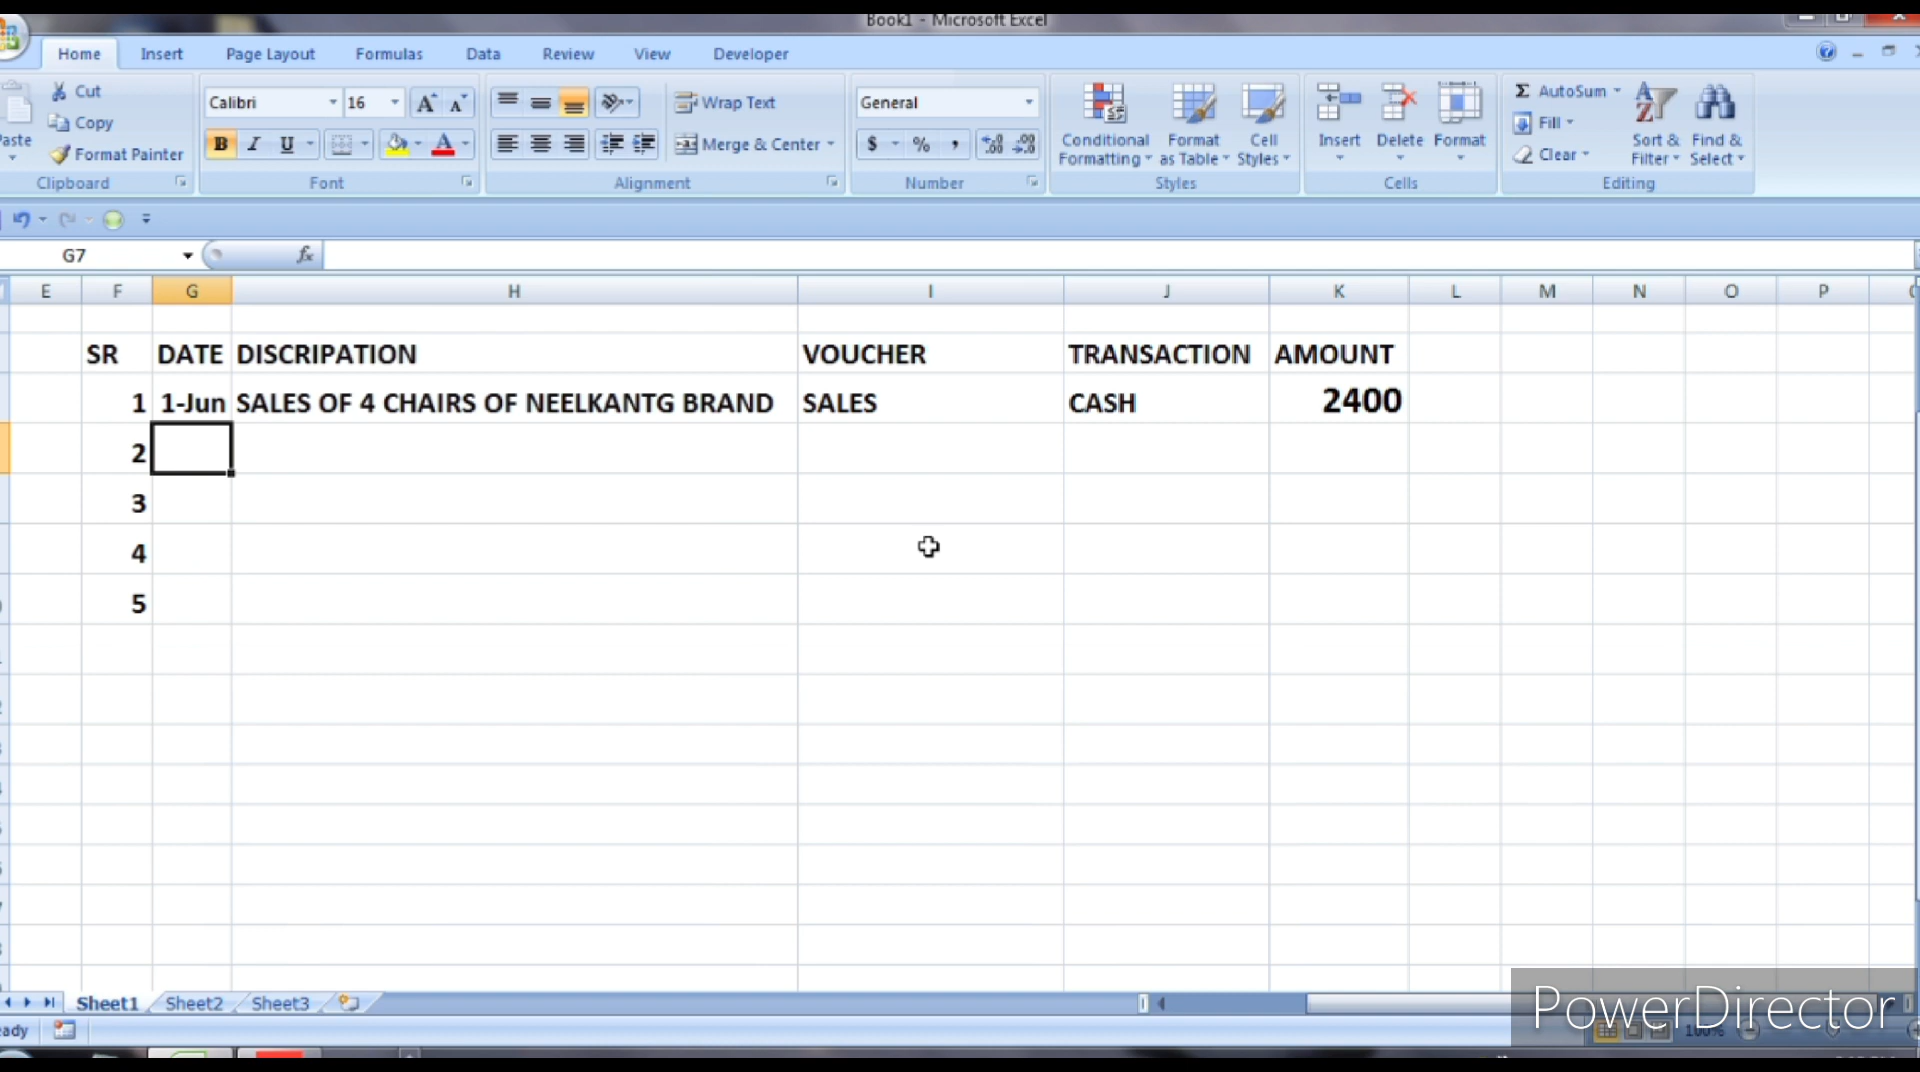 Book1 - Microsoft Excel
Home Insert Page Layout Formulas Data Review View Developer
Cut
Copy
Format Painter
Clipboard
Calibri 16
B I U
Font
Wrap Text
Merge & Center
Alignment
General
$ % ,
Number
Conditional Formatting
Format as Table
Cell Styles
Styles
Insert Delete Format
Cells
Σ AutoSum
Fill
Clear
Sort & Filter
Find & Select
Editing
G7 fx
E F G H I J K L M N O P
SR DATE DISCRIPATION VOUCHER TRANSACTION AMOUNT
1 1-Jun SALES OF 4 CHAIRS OF NEELKANTG BRAND SALES CASH 2400
2
3
4
5
Sheet1 Sheet2 Sheet3
100%
PowerDirector